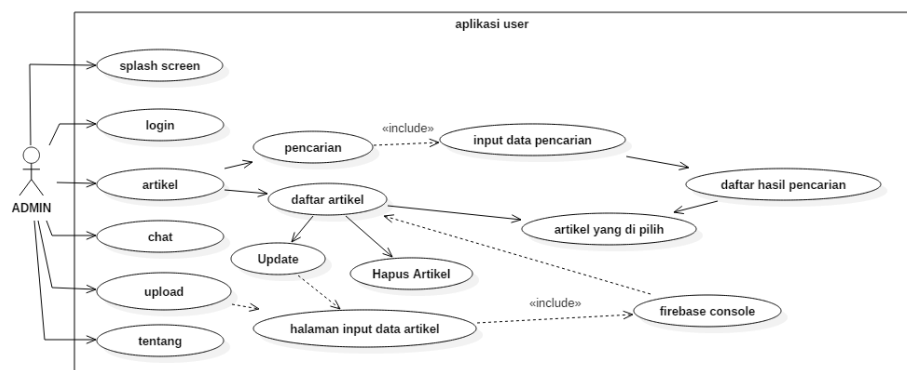 aplikasi user
splash screen
login
pencarian
«include»
input data pencarian
artikel
daftar artikel
daftar hasil pencarian
ADMIN
artikel yang di pilih
chat
Update
Hapus Artikel
upload
«include»
firebase console
halaman input data artikel
tentang